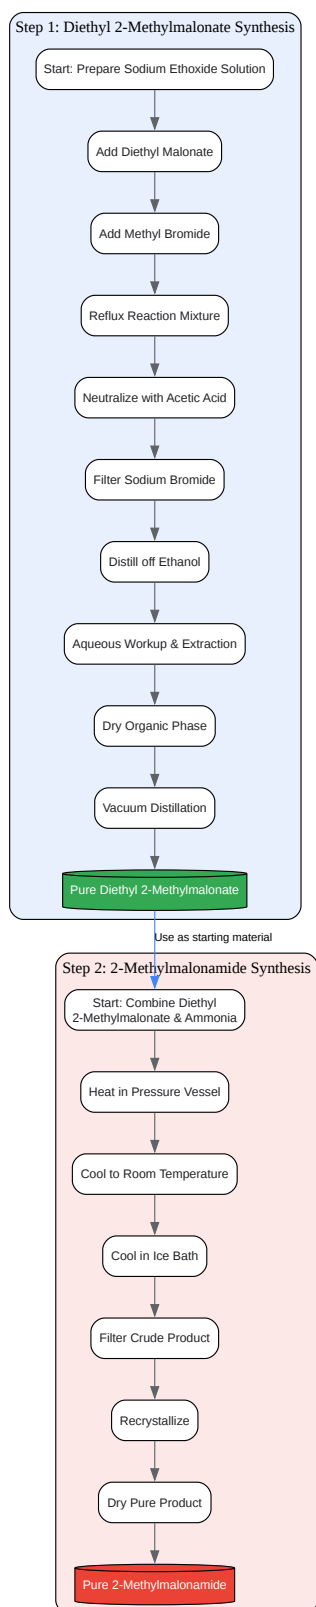 Step 1: Diethyl 2-Methylmalonate Synthesis
Start: Prepare Sodium Ethoxide Solution
Add Diethyl Malonate
Add Methyl Bromide
Reflux Reaction Mixture
Neutralize with Acetic Acid
Filter Sodium Bromide
Distill off Ethanol
Aqueous Workup & Extraction
Dry Organic Phase
Vacuum Distillation
Pure Diethyl 2-Methylmalonate
Use as starting material
Step 2: 2-Methylmalonamide Synthesis
Start: Combine Diethyl
2-Methylmalonate & Ammonia
Heat in Pressure Vessel
Cool to Room Temperature
Cool in Ice Bath
Filter Crude Product
Recrystallize
Dry Pure Product
Pure 2-Methylmalonamide